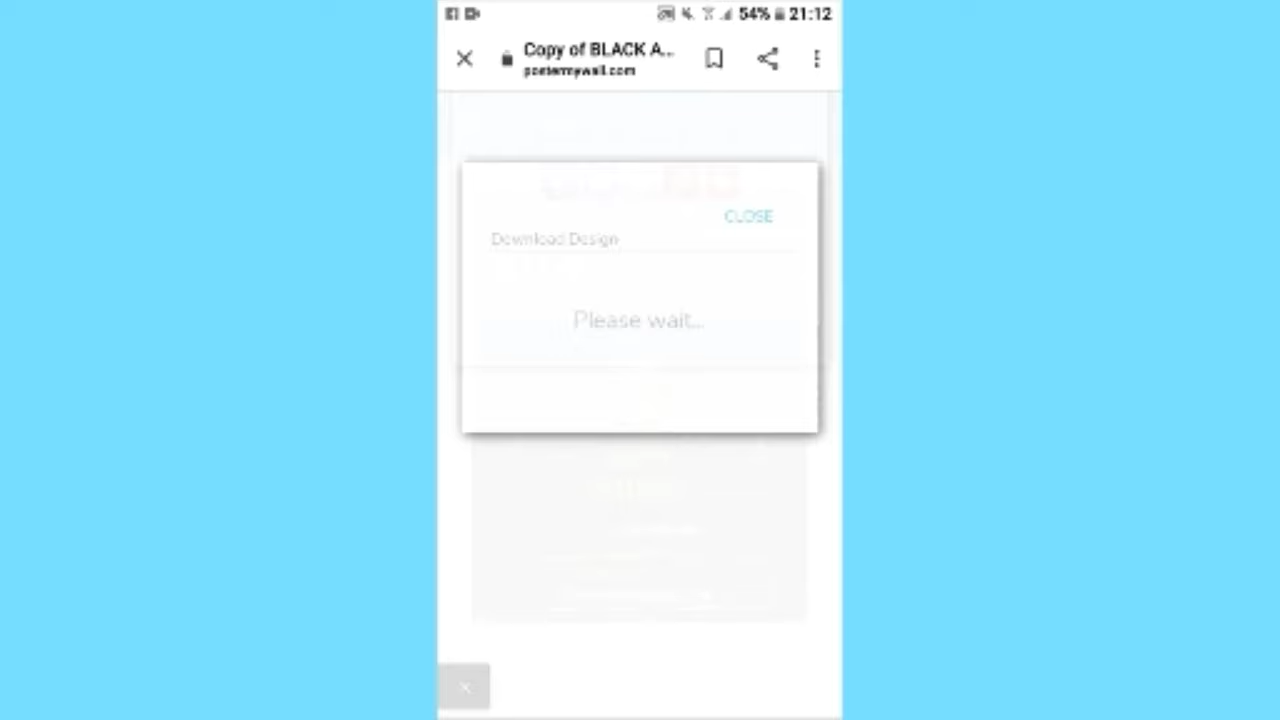 54% 21:12
Copy of BLACK A...
postermywall.com
CLOSE
Download Design
Please wait...